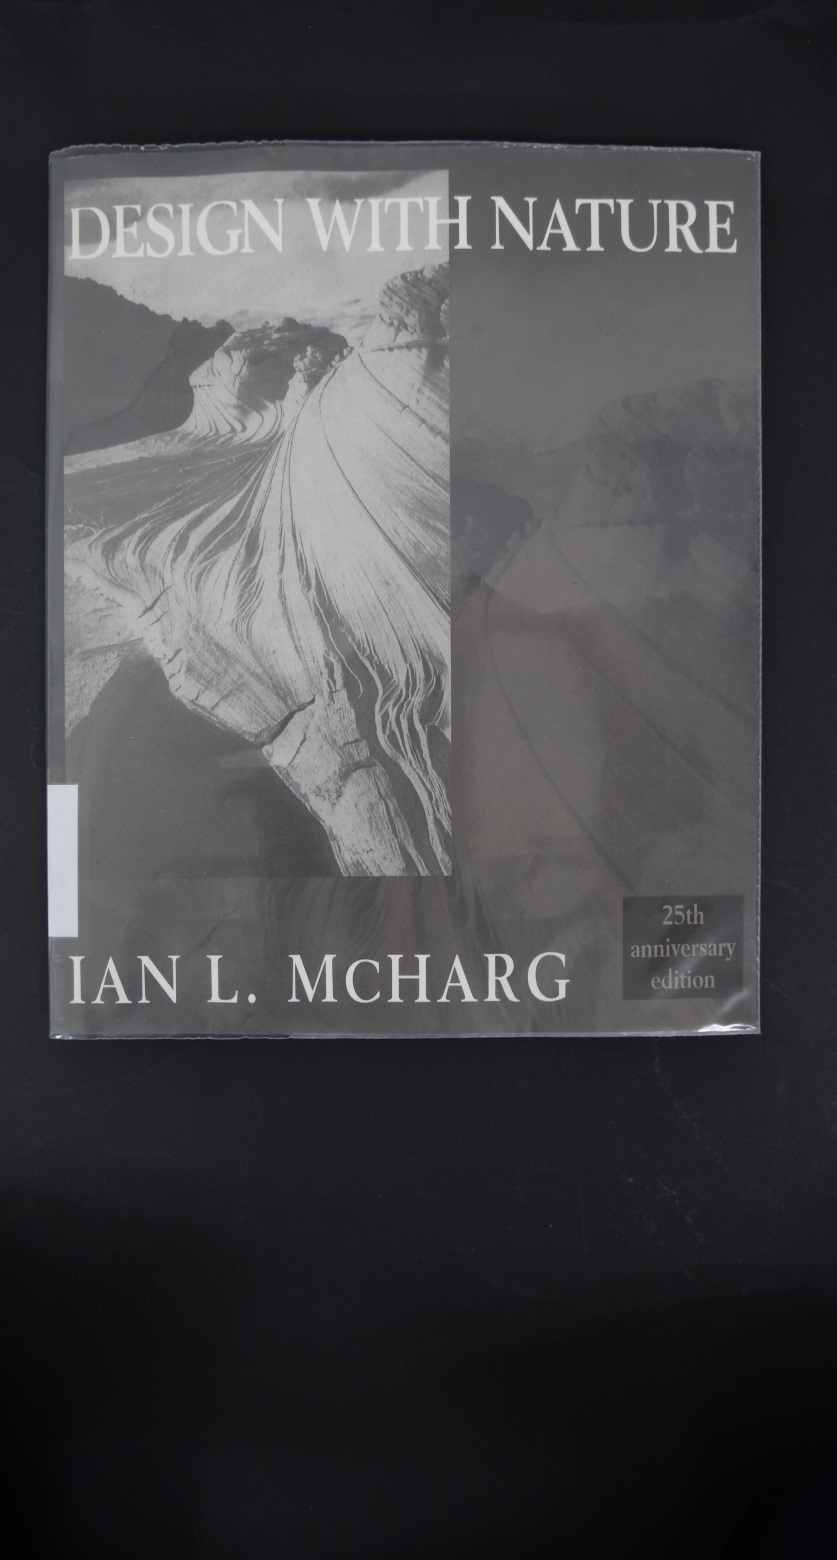 DESIGN WITH NATURE
IAN L. McHARG
25th
anniversary
edition